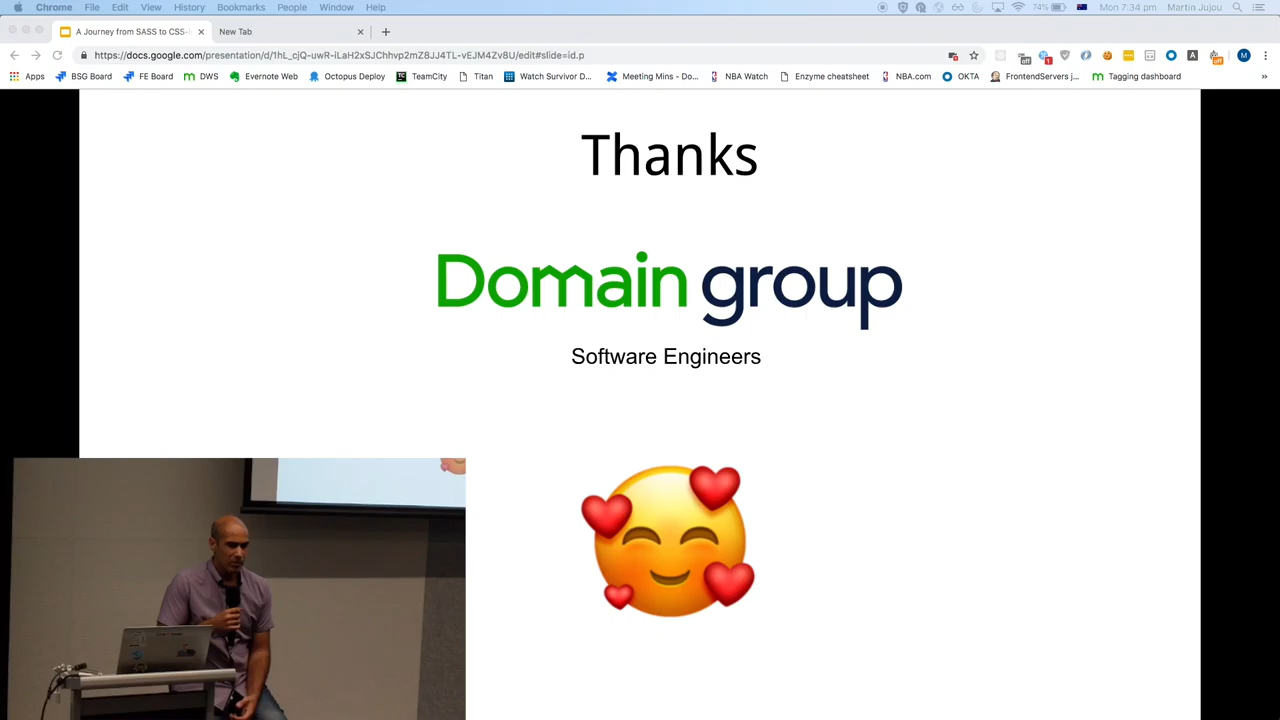 Chrome File Edit View History Bookmarks People Window Help 74% Mon 7:34 pm Martin Jujou
A Journey from SASS to CSS- New Tab
https://docs.google.com/presentation/d/1hL_cjQ-uwR-iLaH2xSJChhvp2mZ8JJ4TL-vEJM4Zv8U/edit#slide=id.p
Apps BSG Board FE Board DWS Evernote Web Octopus Deploy TeamCity Titan Watch Survivor D... Meeting Mins - Do... NBA Watch Enzyme cheatsheet NBA.com OKTA FrontendServers j... Tagging dashboard
Thanks
Domain group
Software Engineers